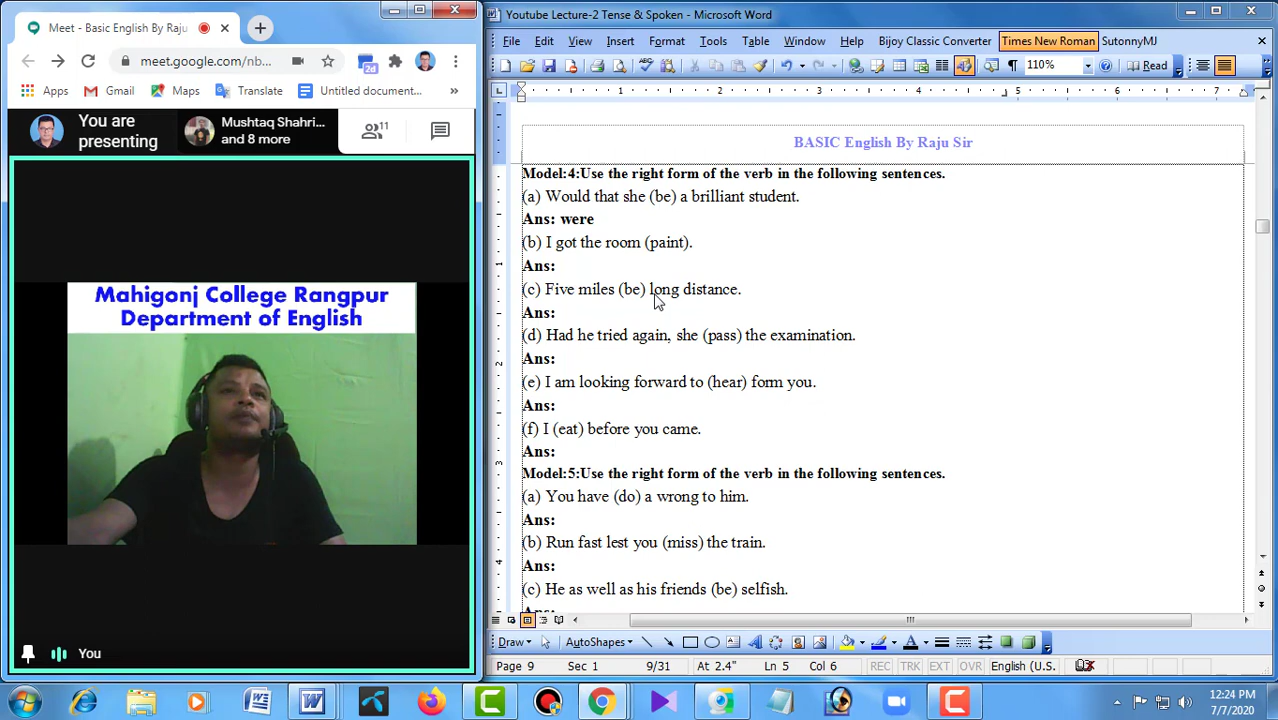 Meet - Basic English By Raju
meet.google.com/nb...
2d
Apps
Gmail
Maps
Translate
Untitled document...
»
You are
presenting
Mushtaq Shahri...
and 8 more
11
Mahigonj College Rangpur
Department of English
You
Youtube Lecture-2 Tense & Spoken - Microsoft Word
File Edit View Insert Format Tools Table Window Help Bijoy Classic Converter Times New Roman SutonnyMJ
110%
Read
1 2 3 4 5 6 7
BASIC English By Raju Sir
Model:4:Use the right form of the verb in the following sentences.
(a) Would that she (be) a brilliant student.
Ans: were
(b) I got the room (paint).
Ans:
(c) Five miles (be) long distance.
Ans:
(d) Had he tried again, she (pass) the examination.
Ans:
(e) I am looking forward to (hear) form you.
Ans:
(f) I (eat) before you came.
Ans:
Model:5:Use the right form of the verb in the following sentences.
(a) You have (do) a wrong to him.
Ans:
(b) Run fast lest you (miss) the train.
Ans:
(c) He as well as his friends (be) selfish.
Ans:
Draw AutoShapes
Page 9 Sec 1 9/31 At 2.4" Ln 5 Col 6 REC TRK EXT OVR English (U.S.
12:24 PM
7/7/2020